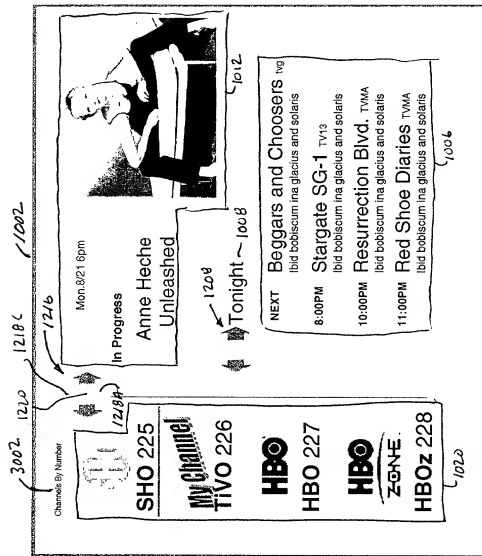 3002
1220
1218C
1216
1002
Channels By Number
1218A
SHO 225
My Channel
TiVO 226
HBO
HBO 227
HBO
ZONE
HBOz 228
1020
Mon.8/21 6pm
In Progress
Anne Heche
Unleashed
1012
1208
Tonight
1008
NEXT Beggars and Choosers tvg
Ibid bobiscum ina glacius and solaris
8:00PM Stargate SG-1 TV13
Ibid bobiscum ina glacius and solaris
10:00PM Resurrection Blvd. TVMA
Ibid bobiscum ina glacius and solaris
11:00PM Red Shoe Diaries TVMA
Ibid bobiscum ina glacius and solaris
1006